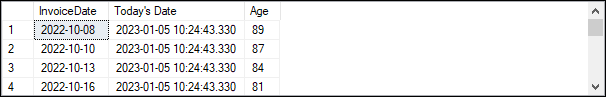 InvoiceDate Today's Date Age
1 2022-10-08 2023-01-05 10:24:43.330 89
2 2022-10-10 2023-01-05 10:24:43.330 87
3 2022-10-13 2023-01-05 10:24:43.330 84
4 2022-10-16 2023-01-05 10:24:43.330 81